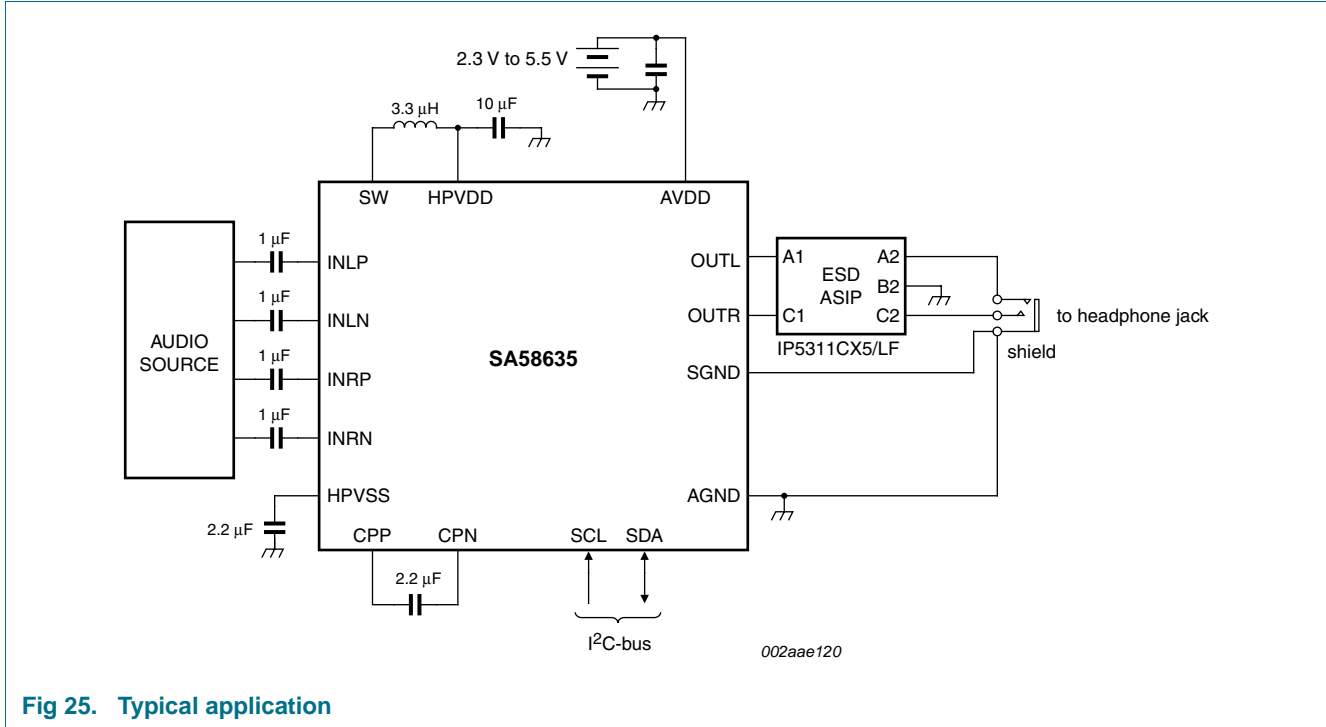 2.3 V to 5.5 V
3.3 μH
10 μF
SW
HPVDD
AVDD
AUDIO
SOURCE
1 μF
1 μF
1 μF
1 μF
INLP
INLN
INRP
INRN
HPVSS
2.2 μF
CPP
CPN
2.2 μF
SCL
SDA
I²C-bus
SA58635
OUTL
OUTR
SGND
AGND
A1
A2
ESD
ASIP
B2
C1
C2
IP5311CX5/LF
to headphone jack
shield
002aae120
Fig 25. Typical application